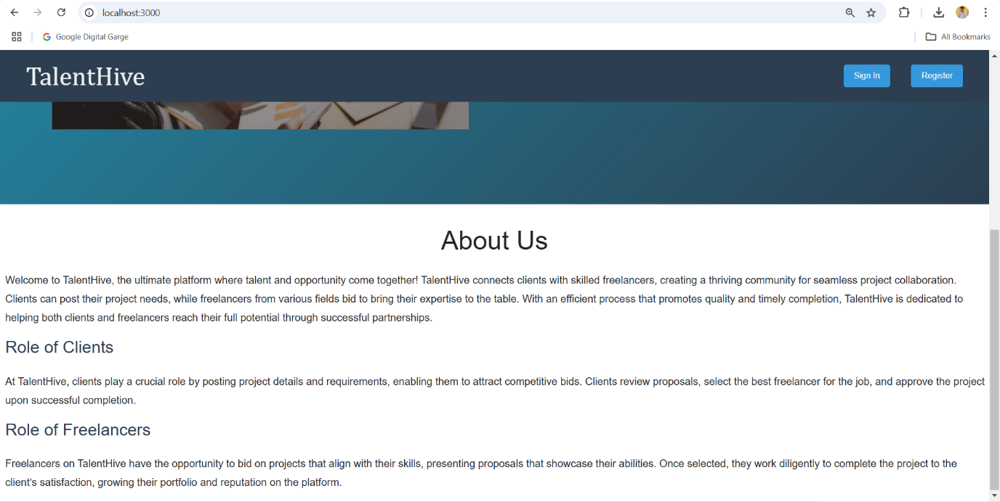 localhost:3000
Google Digital Garge
All Bookmarks
TalentHive
Sign In
Register
About Us
Welcome to TalentHive, the ultimate platform where talent and opportunity come together! TalentHive connects clients with skilled freelancers, creating a thriving community for seamless project collaboration.
Clients can post their project needs, while freelancers from various fields bid to bring their expertise to the table. With an efficient process that promotes quality and timely completion, TalentHive is dedicated to
helping both clients and freelancers reach their full potential through successful partnerships.
Role of Clients
At TalentHive, clients play a crucial role by posting project details and requirements, enabling them to attract competitive bids. Clients review proposals, select the best freelancer for the job, and approve the project
upon successful completion.
Role of Freelancers
Freelancers on TalentHive have the opportunity to bid on projects that align with their skills, presenting proposals that showcase their abilities. Once selected, they work diligently to complete the project to the
client's satisfaction, growing their portfolio and reputation on the platform.